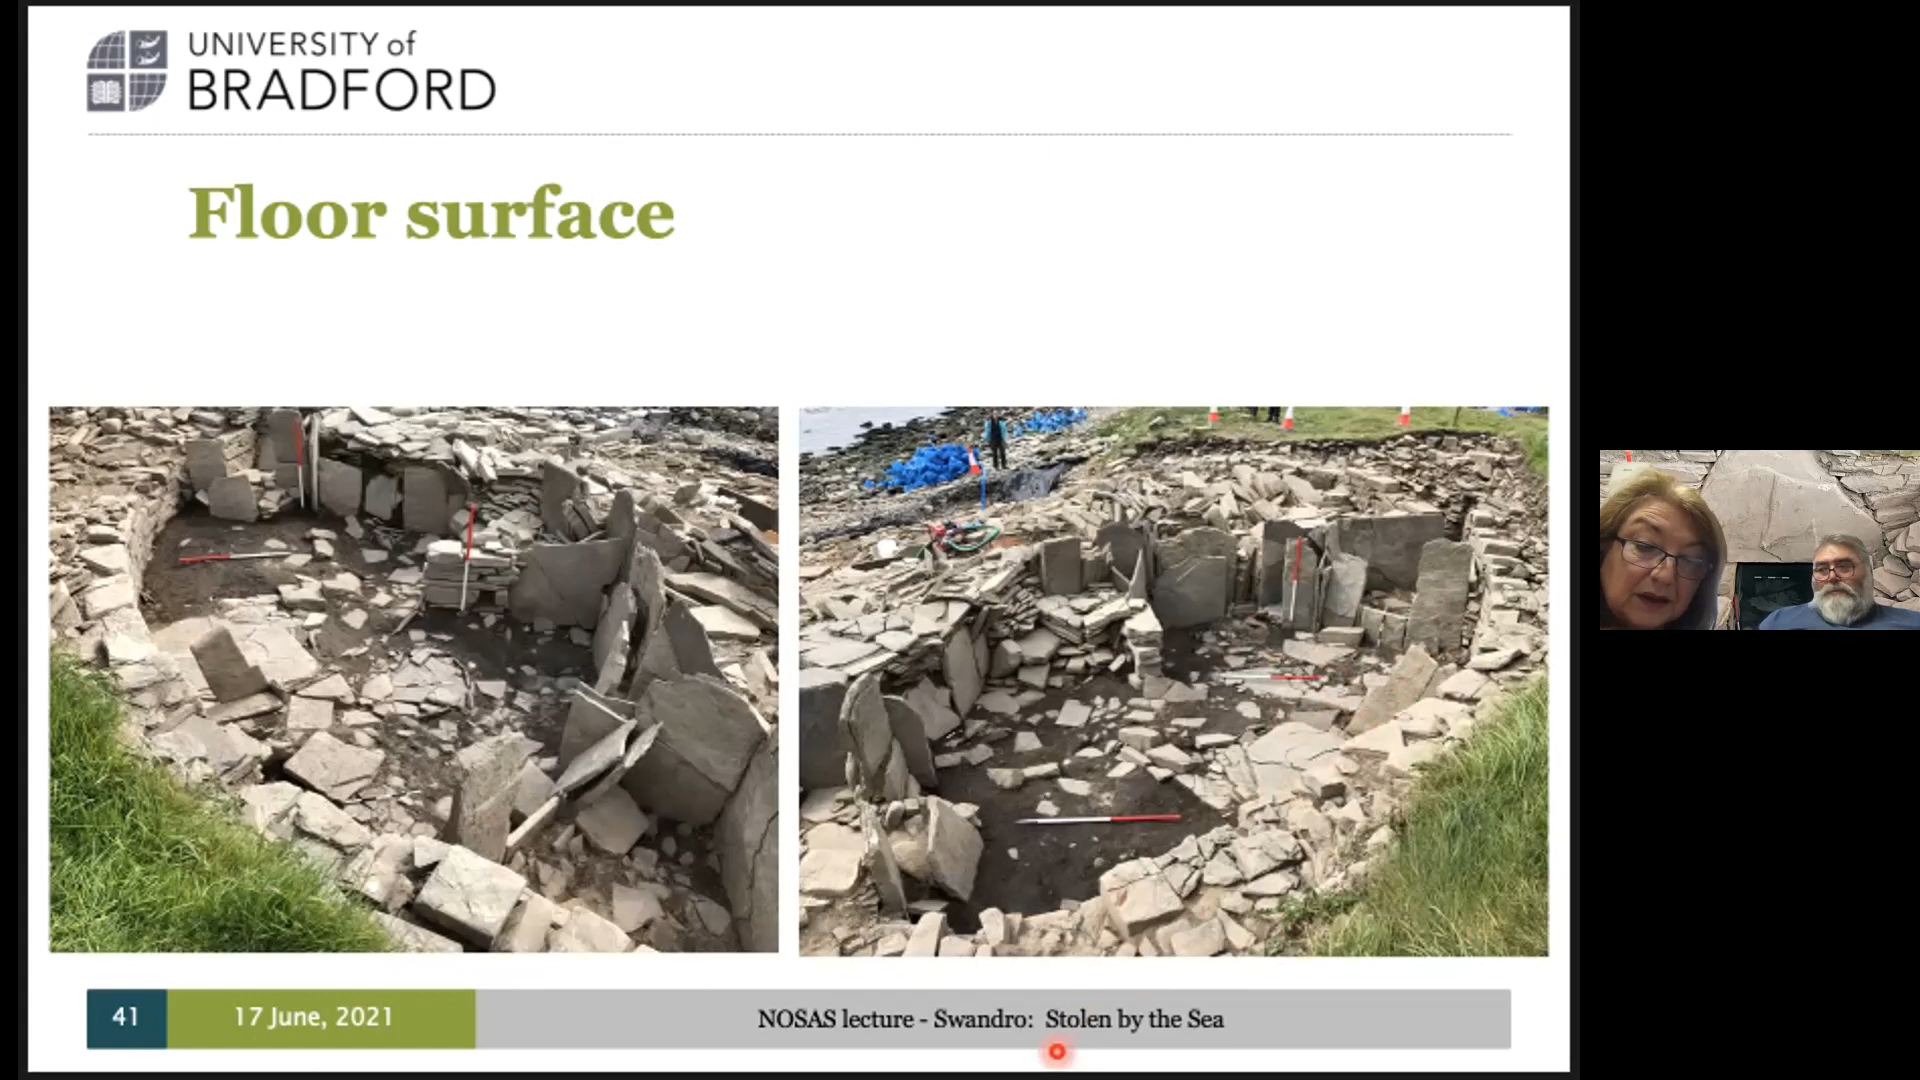 UNIVERSITY of
BRADFORD
Floor surface
41
17 June, 2021
NOSAS lecture - Swandro: Stolen by the Sea